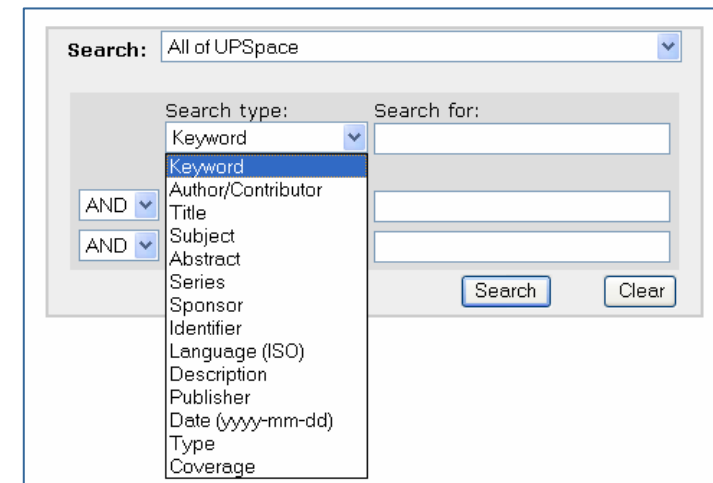 Search: All of UPSpace
Search type: Search for:
Keyword
Keyword
Author/Contributor
AND
Title
Subject
AND
Abstract
Series
Search Clear
Sponsor
Identifier
Language (ISO)
Description
Publisher
Date (yyyy-mm-dd)
Type
Coverage